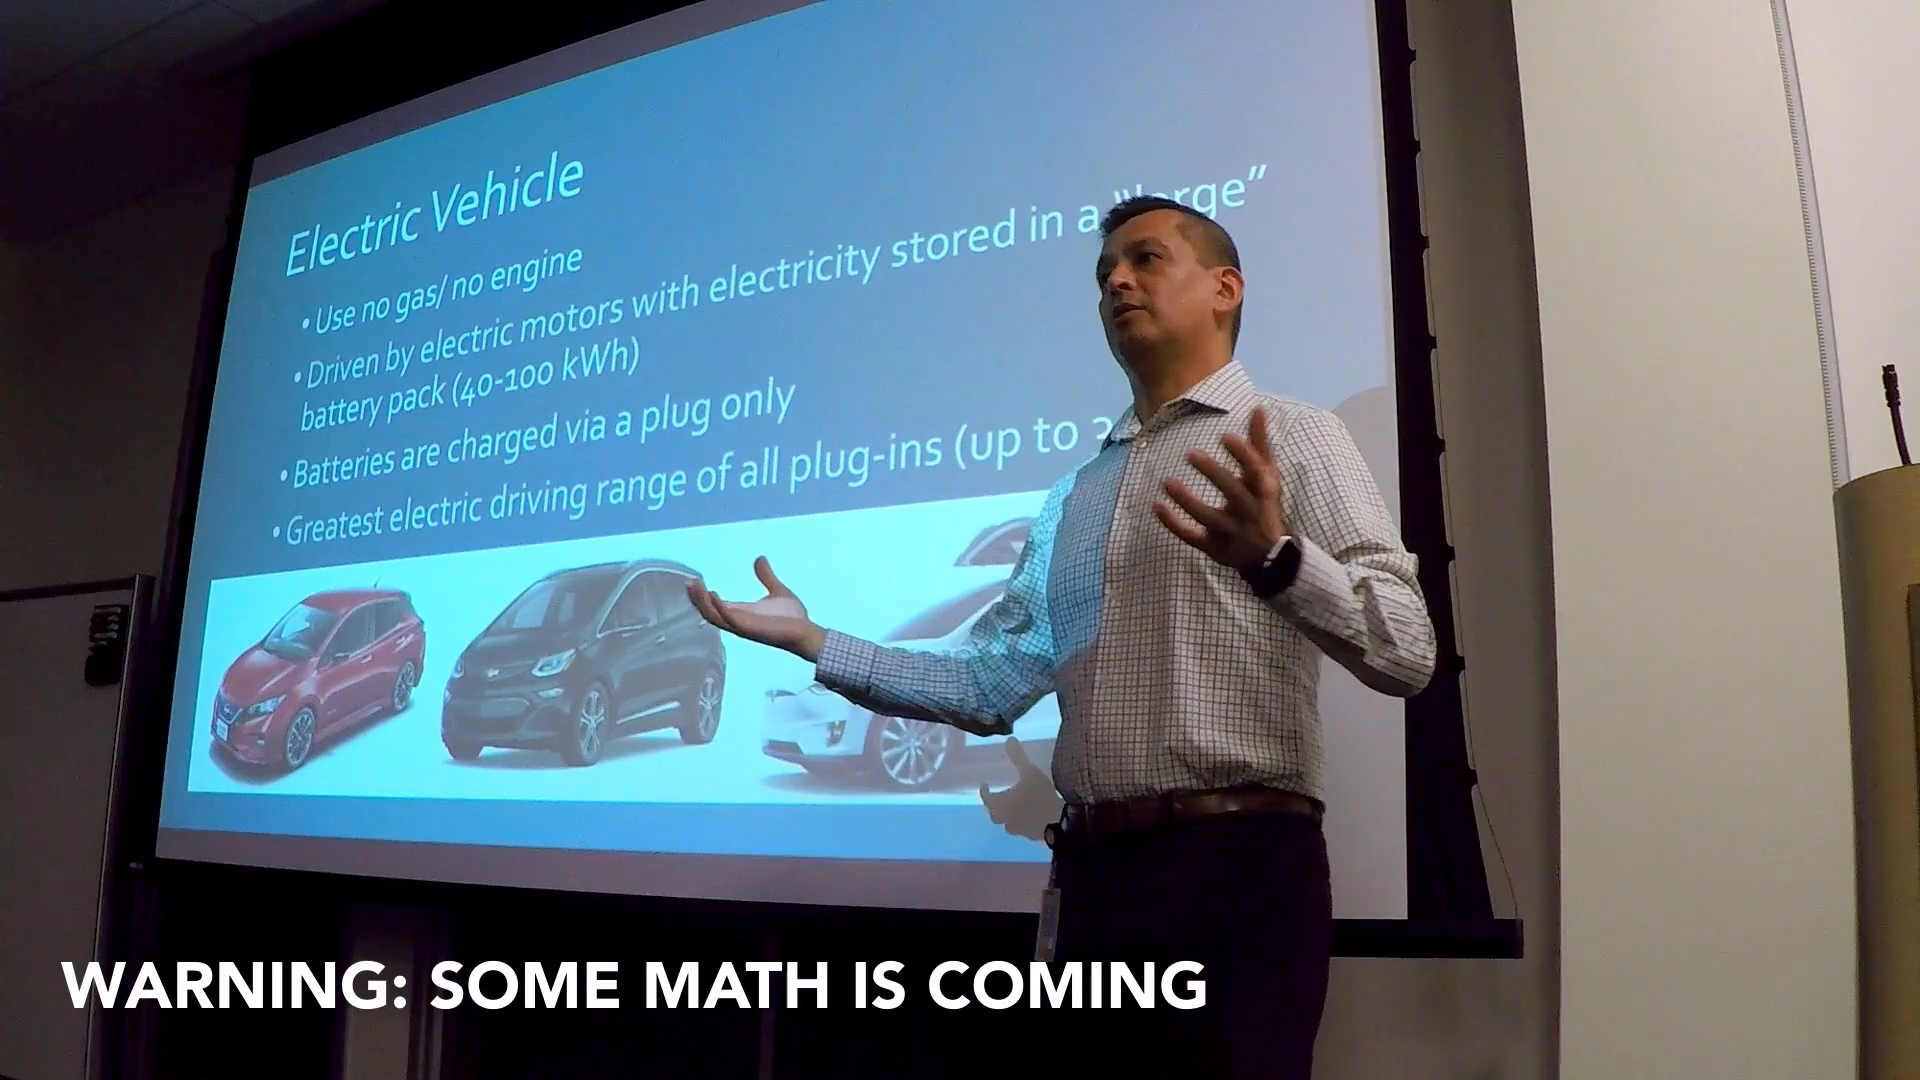 Electric Vehicle
• Use no gas/ no engine
• Driven by electric motors with electricity stored in a
battery pack (40-100 kWh)
• Batteries are charged via a plug only
• Greatest electric driving range of all plug-ins (up to
WARNING: SOME MATH IS COMING